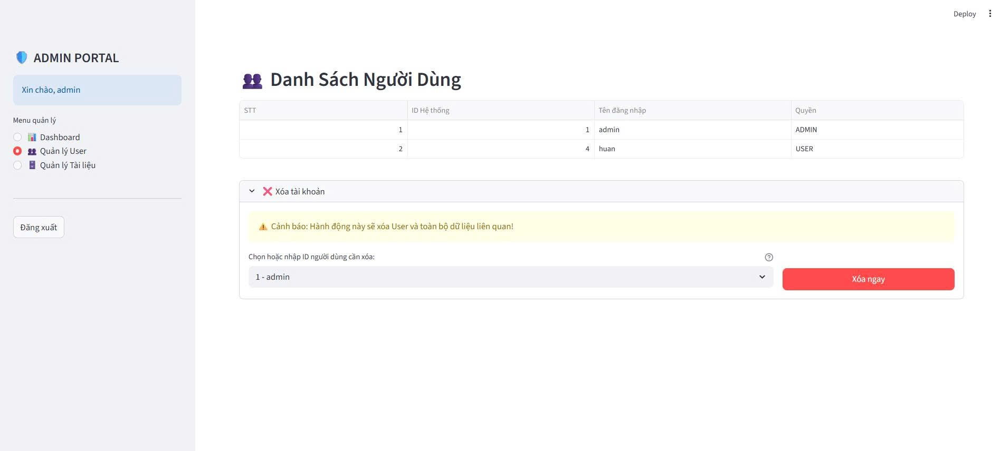 Deploy
ADMIN PORTAL
Xin chào, admin
Menu quản lý
Dashboard
Quản lý User
Quản lý Tài liệu
Đăng xuất
Danh Sách Người Dùng
STT ID Hệ thống Tên đăng nhập Quyền
1 1 admin ADMIN
2 4 huan USER
Xóa tài khoản
Cảnh báo: Hành động này sẽ xóa User và toàn bộ dữ liệu liên quan!
Chọn hoặc nhập ID người dùng cần xóa:
1 - admin
Xóa ngay